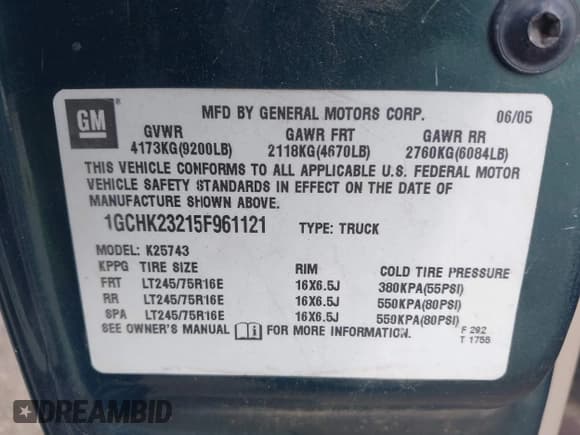 GM
MFD BY GENERAL MOTORS CORP. 06/05
GVWR GAWR FRT GAWR RR
4173KG(9200LB) 2118KG(4670LB) 2760KG(6084LB)
THIS VEHICLE CONFORMS TO ALL APPLICABLE U.S. FEDERAL MOTOR
VEHICLE SAFETY STANDARDS IN EFFECT ON THE DATE OF
MANUFACTURE SHOWN ABOVE.
1GCHK23215F961121 TYPE: TRUCK
MODEL: K25743
KPPG TIRE SIZE RIM COLD TIRE PRESSURE
FRT LT245/75R16E 16X6.5J 380KPA(55PSI)
RR LT245/75R16E 16X6.5J 550KPA(80PSI)
SPA LT245/75R16E 16X6.5J 550KPA(80PSI)
SEE OWNER'S MANUAL FOR MORE INFORMATION. F 292
T 1756
DREAMBID